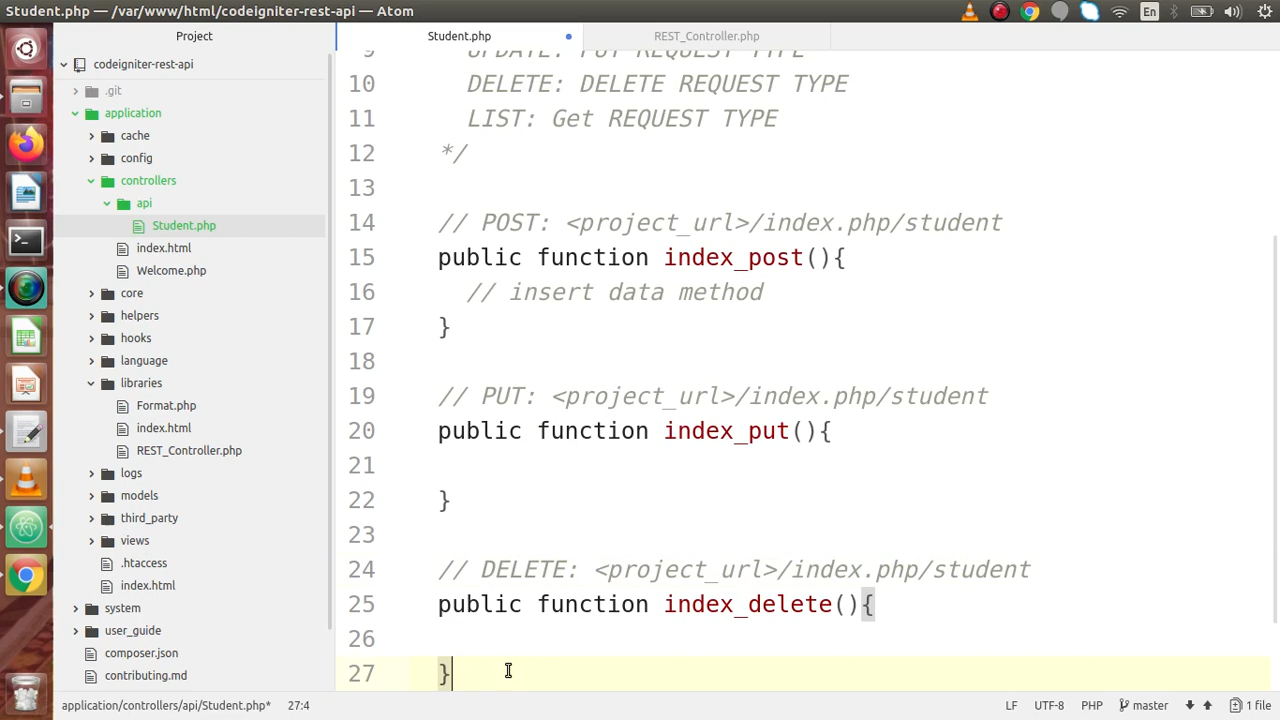 Student.php — /var/www/html/codeigniter-rest-api — Atom
En
Project
Student.php
REST_Controller.php
codeigniter-rest-api
.git
application
cache
config
controllers
api
Student.php
index.html
Welcome.php
core
helpers
hooks
language
libraries
Format.php
index.html
REST_Controller.php
logs
models
third_party
views
.htaccess
index.html
system
user_guide
composer.json
contributing.md
9 UPDATE: PUT REQUEST TYPE
10 DELETE: DELETE REQUEST TYPE
11 LIST: Get REQUEST TYPE
12 */
13
14 // POST: <project_url>/index.php/student
15 public function index_post(){
16 // insert data method
17 }
18
19 // PUT: <project_url>/index.php/student
20 public function index_put(){
21
22 }
23
24 // DELETE: <project_url>/index.php/student
25 public function index_delete(){
26
27 }
application/controllers/api/Student.php* 27:4
LF UTF-8 PHP master 1 file